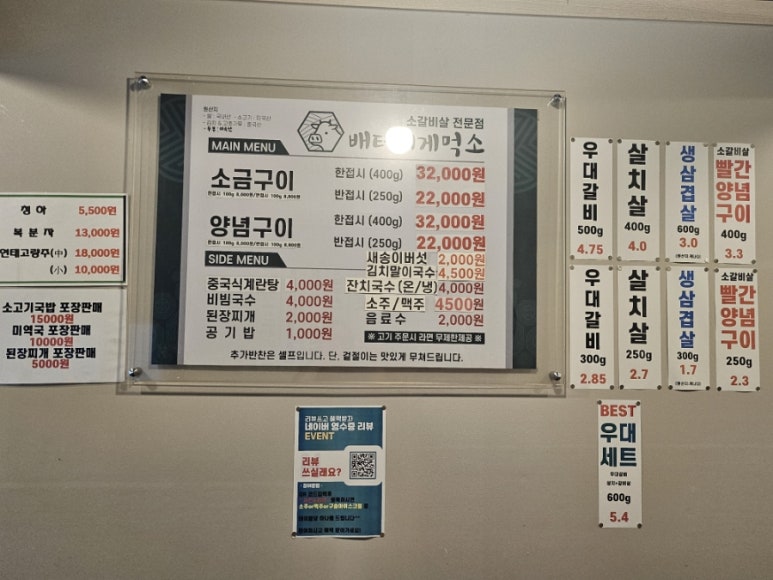 청하 5,500원
복분자 13,000원
연태고량주(中) 18,000원
(小) 10,000원
소고기국밥 포장판매
15000원
미역국 포장판매
10000원
된장찌개 포장판매
5000원
원산지
소갈비살 전문점
배터지게먹소
MAIN MENU
소금구이
한접시 (400g) 32,000원
반접시 (250g) 22,000원
양념구이
한접시 (400g) 32,000원
반접시 (250g) 22,000원
SIDE MENU
중국식계란탕 4,000원
비빔국수 4,000원
된장찌개 2,000원
공기밥 1,000원
새송이버섯 2,000원
김치말이국수 4,500원
잔치국수(온/냉) 4,000원
소주/맥주 4500원
음료수 2,000원
※ 고기 주문시 라면 무제한제공 ※
추가반찬은 셀프입니다. 단, 겉절이는 맛있게 무쳐드립니다.
우대갈비
500g
4.75
살치살
400g
4.0
생삼겹살
600g
3.0
소갈비살
빨간양념구이
400g
3.3
우대갈비
300g
2.85
살치살
250g
2.7
생삼겹살
300g
1.7
소갈비살
빨간양념구이
250g
2.3
BEST
우대
세트
600g
5.4
리뷰쓰고 혜택받기
네이버 영수증 리뷰
EVENT
리뷰
쓰실래요?